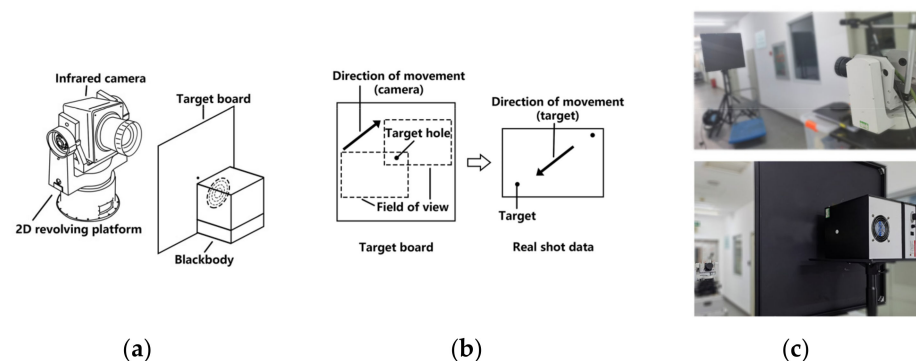 Infrared camera
Target board
2D revolving platform
Blackbody
(a)
Direction of movement
(camera)
Target hole
Field of view
Target board
Direction of movement
(target)
Target
Real shot data
(b)
(c)